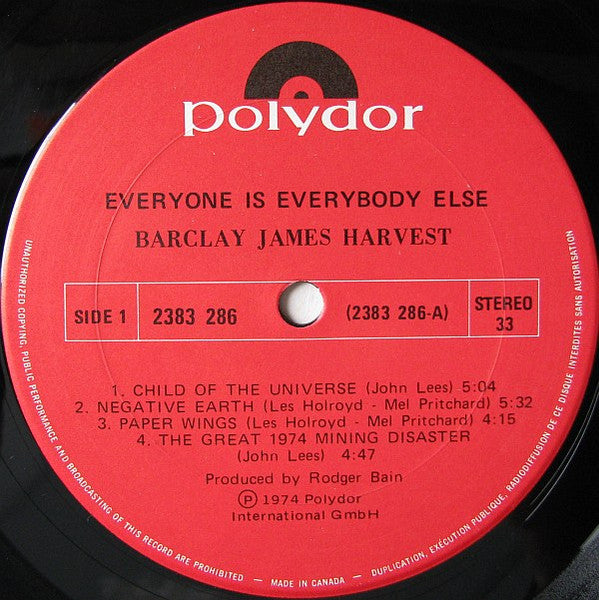 polydor
EVERYONE IS EVERYBODY ELSE
BARCLAY JAMES HARVEST
SIDE 1 2383 286 (2383 286-A) STEREO
33
1. CHILD OF THE UNIVERSE (John Lees) 5:04
2. NEGATIVE EARTH (Les Holroyd - Mel Pritchard) 5:32
3. PAPER WINGS (Les Holroyd - Mel Pritchard) 4:15
4. THE GREAT 1974 MINING DISASTER
(John Lees) 4:47
Produced by Rodger Bain
Ⓟ 1974 Polydor
International GmbH
UNAUTHORIZED COPYING, PUBLIC PERFORMANCE AND BROADCASTING OF THIS RECORD ARE PROHIBITED — MADE IN CANADA — DUPLICATION, EXÉCUTION PUBLIQUE, RADIODIFFUSION DE CE DISQUE INTERDITES SANS AUTORISATION